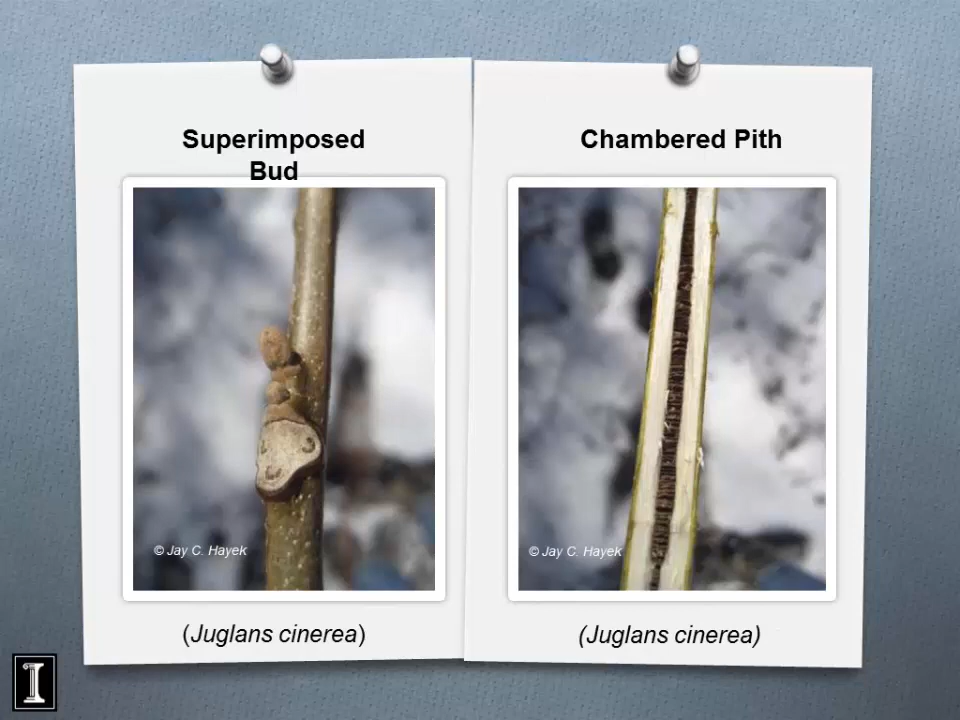 Superimposed
Bud
© Jay C. Hayek
(Juglans cinerea)
Chambered Pith
© Jay C. Hayek
(Juglans cinerea)
I